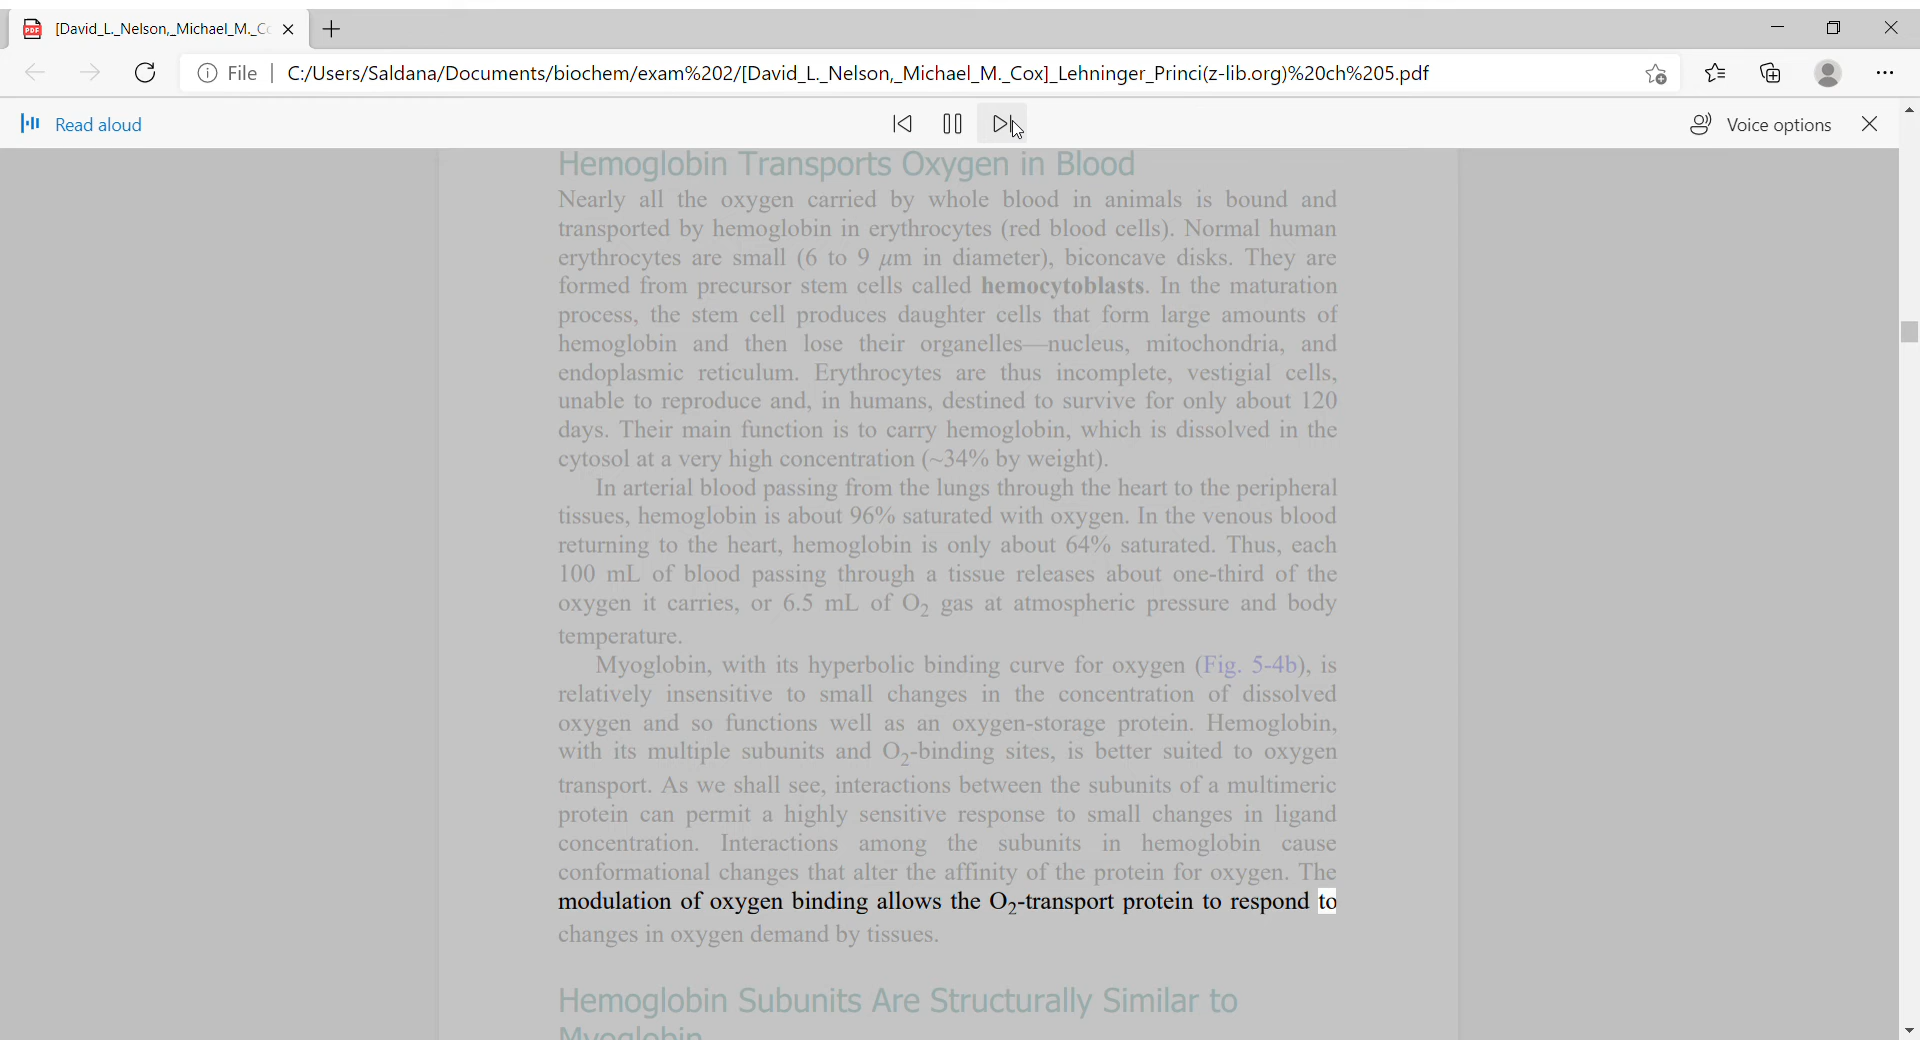 [David_L._Nelson,_Michael_M._Co
File | C:/Users/Saldana/Documents/biochem/exam%202/[David_L._Nelson,_Michael_M._Cox]_Lehninger_Princi(z-lib.org)%20ch%205.pdf
Read aloud
Voice options
Hemoglobin Transports Oxygen in Blood
Nearly all the oxygen carried by whole blood in animals is bound and
transported by hemoglobin in erythrocytes (red blood cells). Normal human
erythrocytes are small (6 to 9 μm in diameter), biconcave disks. They are
formed from precursor stem cells called hemocytoblasts. In the maturation
process, the stem cell produces daughter cells that form large amounts of
hemoglobin and then lose their organelles—nucleus, mitochondria, and
endoplasmic reticulum. Erythrocytes are thus incomplete, vestigial cells,
unable to reproduce and, in humans, destined to survive for only about 120
days. Their main function is to carry hemoglobin, which is dissolved in the
cytosol at a very high concentration (~34% by weight).
In arterial blood passing from the lungs through the heart to the peripheral
tissues, hemoglobin is about 96% saturated with oxygen. In the venous blood
returning to the heart, hemoglobin is only about 64% saturated. Thus, each
100 mL of blood passing through a tissue releases about one-third of the
oxygen it carries, or 6.5 mL of O₂ gas at atmospheric pressure and body
temperature.
Myoglobin, with its hyperbolic binding curve for oxygen (Fig. 5-4b), is
relatively insensitive to small changes in the concentration of dissolved
oxygen and so functions well as an oxygen-storage protein. Hemoglobin,
with its multiple subunits and O₂-binding sites, is better suited to oxygen
transport. As we shall see, interactions between the subunits of a multimeric
protein can permit a highly sensitive response to small changes in ligand
concentration. Interactions among the subunits in hemoglobin cause
conformational changes that alter the affinity of the protein for oxygen. The
modulation of oxygen binding allows the O₂-transport protein to respond to
changes in oxygen demand by tissues.
Hemoglobin Subunits Are Structurally Similar to
Myoglobin